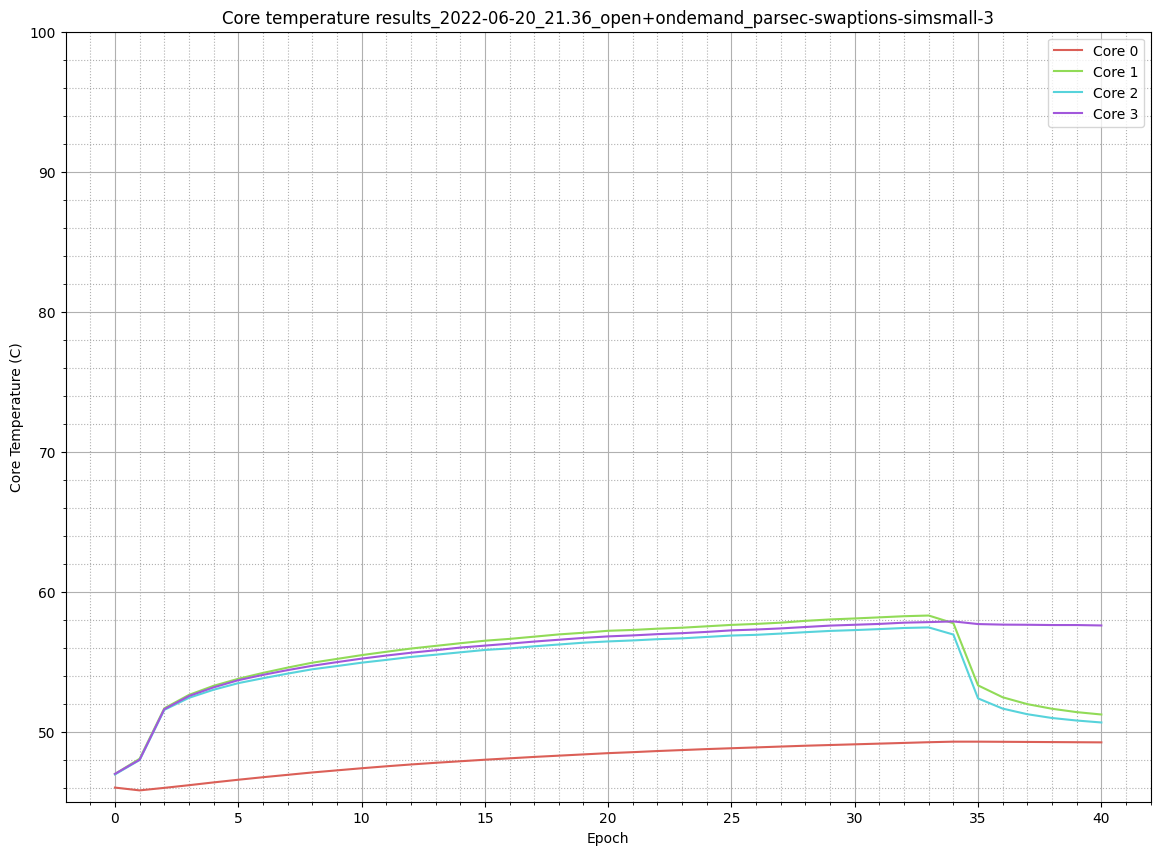 Core temperature results_2022-06-20_21.36_open+ondemand_parsec-swaptions-simsmall-3
Core 0
Core 1
Core 2
Core 3
Core Temperature (C)
100
90
80
70
60
50
0 5 10 15 20 25 30 35 40
Epoch